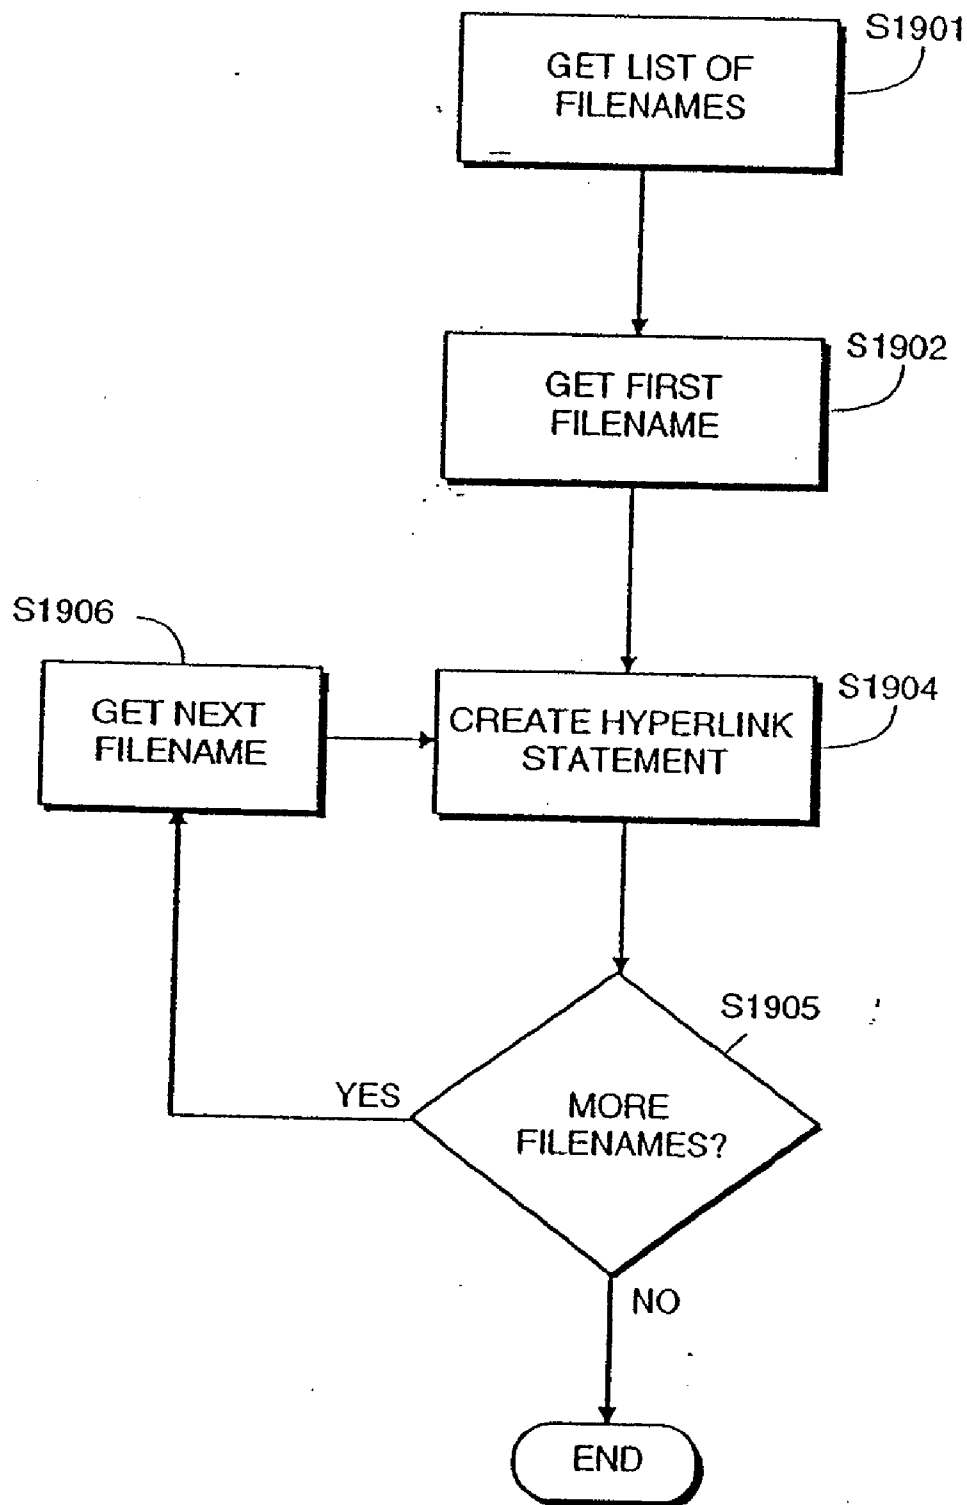 S1901
GET LIST OF
FILENAMES
S1902
GET FIRST
FILENAME
S1906
GET NEXT
FILENAME
S1904
CREATE HYPERLINK
STATEMENT
S1905
YES
MORE
FILENAMES?
NO
END